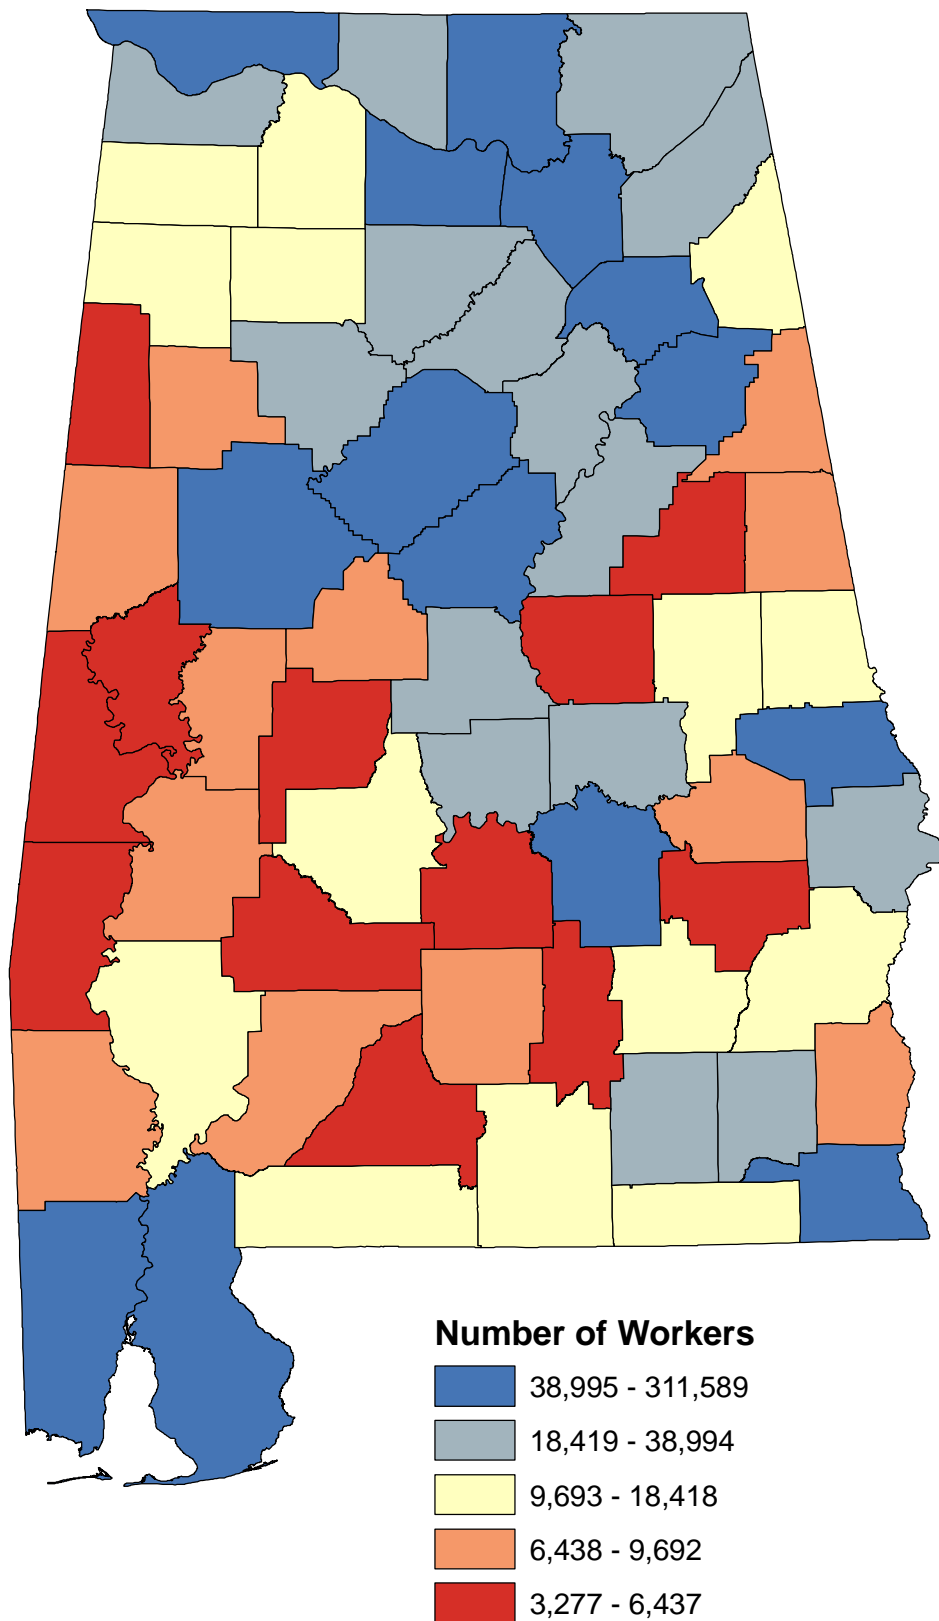 Number of Workers
38,995 - 311,589
18,419 - 38,994
9,693 - 18,418
6,438 - 9,692
3,277 - 6,437